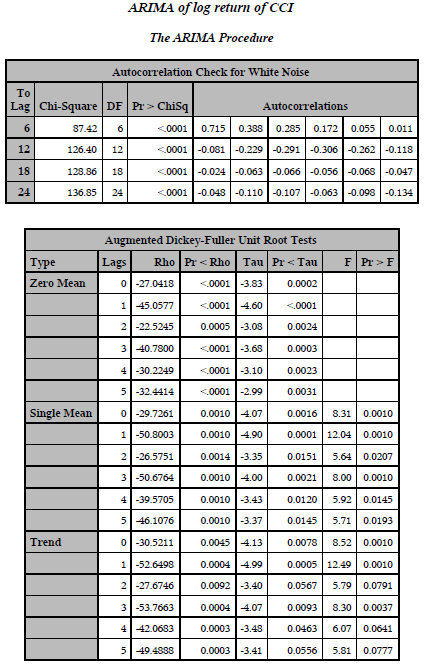 ARIMA of log return of CCI
The ARIMA Procedure
Autocorrelation Check for White Noise
To Lag Chi-Square DF Pr > ChiSq Autocorrelations
6 87.42 6 <.0001 0.715 0.388 0.285 0.172 0.055 0.011
12 126.40 12 <.0001 -0.081 -0.229 -0.291 -0.306 -0.262 -0.118
18 128.86 18 <.0001 -0.024 -0.063 -0.066 -0.056 -0.068 -0.047
24 136.85 24 <.0001 -0.048 -0.110 -0.107 -0.063 -0.098 -0.134
Augmented Dickey-Fuller Unit Root Tests
Type Lags Rho Pr < Rho Tau Pr < Tau F Pr > F
Zero Mean 0 -27.0418 <.0001 -3.83 0.0002
1 -45.0577 <.0001 -4.60 <.0001
2 -22.5245 0.0005 -3.08 0.0024
3 -40.7800 <.0001 -3.68 0.0003
4 -30.2249 <.0001 -3.10 0.0023
5 -32.4414 <.0001 -2.99 0.0031
Single Mean 0 -29.7261 0.0010 -4.07 0.0016 8.31 0.0010
1 -50.8003 0.0010 -4.90 0.0001 12.04 0.0010
2 -26.5751 0.0014 -3.35 0.0151 5.64 0.0207
3 -50.6764 0.0010 -4.00 0.0021 8.00 0.0010
4 -39.5705 0.0010 -3.43 0.0120 5.92 0.0145
5 -46.1076 0.0010 -3.37 0.0145 5.71 0.0193
Trend 0 -30.5211 0.0045 -4.13 0.0078 8.52 0.0010
1 -52.6498 0.0004 -4.99 0.0005 12.49 0.0010
2 -27.6746 0.0092 -3.40 0.0567 5.79 0.0791
3 -53.7663 0.0004 -4.07 0.0093 8.30 0.0037
4 -42.0683 0.0003 -3.48 0.0463 6.07 0.0641
5 -49.4888 0.0003 -3.41 0.0556 5.81 0.0777